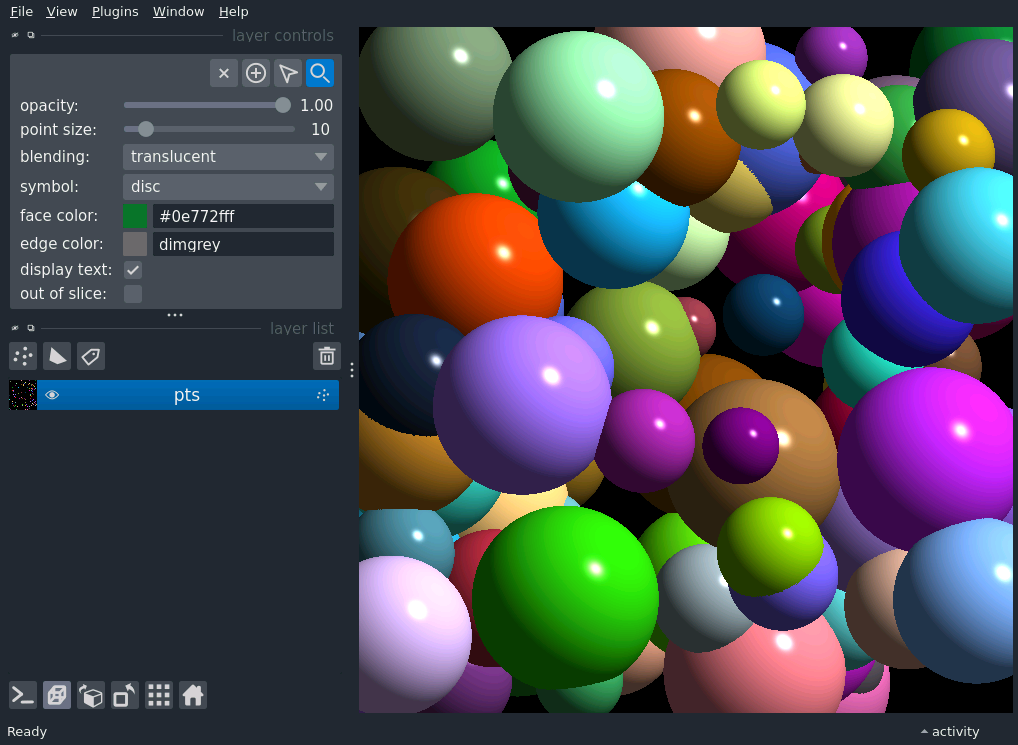 File View Plugins Window Help
layer controls
opacity: 1.00
point size: 10
blending: translucent
symbol: disc
face color: #0e772fff
edge color: dimgrey
display text:
out of slice:
layer list
pts
Ready
activity